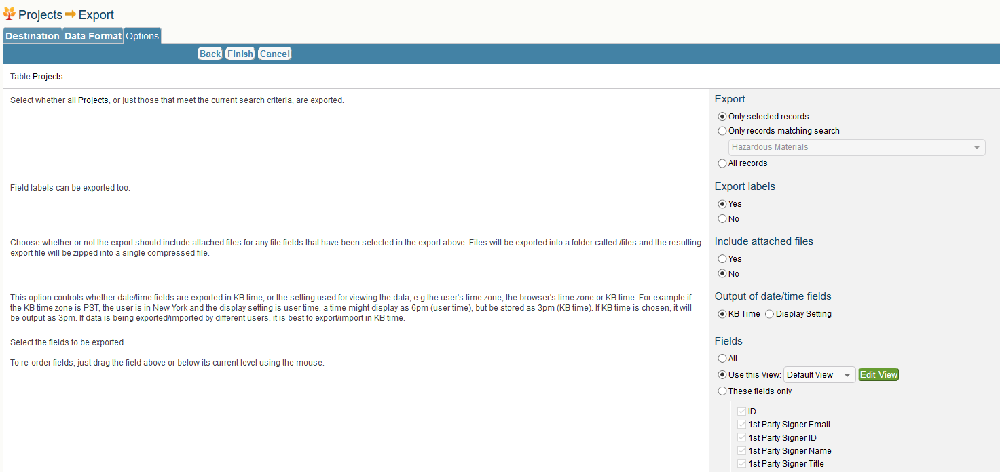 Projects Export
Destination Data Format Options
Back Finish Cancel
Table Projects
Select whether all Projects, or just those that meet the current search criteria, are exported.
Export
Only selected records
Only records matching search
Hazardous Materials
All records
Field labels can be exported too.
Export labels
Yes
No
Choose whether or not the export should include attached files for any file fields that have been selected in the export above. Files will be exported into a folder called /files and the resulting
export file will be zipped into a single compressed file.
Include attached files
Yes
No
This option controls whether date/time fields are exported in KB time, or the setting used for viewing the data, e.g the user's time zone, the browser's time zone or KB time. For example if
the KB time zone is PST, the user is in New York and the display setting is user time, a time might display as 6pm (user time), but be stored as 3pm (KB time). If KB time is chosen, it will
be output as 3pm. If data is being exported/imported by different users, it is best to export/import in KB time.
Output of date/time fields
KB Time Display Setting
Select the fields to be exported.
To re-order fields, just drag the field above or below its current level using the mouse.
Fields
All
Use this View: Default View Edit View
These fields only
ID
1st Party Signer Email
1st Party Signer ID
1st Party Signer Name
1st Party Signer Title